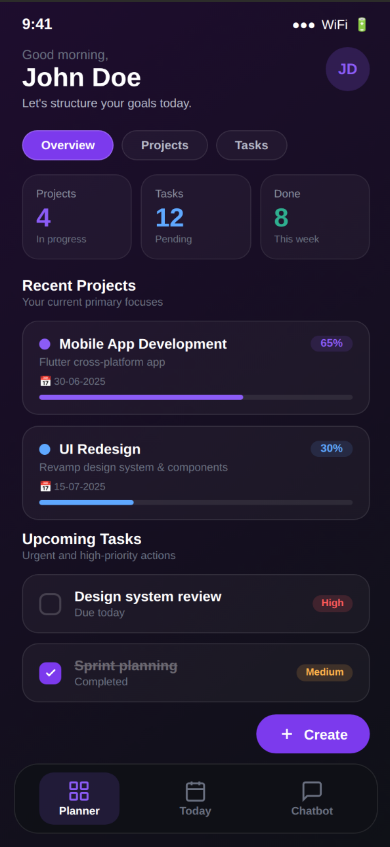 9:41
●●● WiFi 🔋
Good morning,
John Doe
JD
Let's structure your goals today.
Overview
Projects
Tasks
Projects
4
In progress
Tasks
12
Pending
Done
8
This week
Recent Projects
Your current primary focuses
Mobile App Development
65%
Flutter cross-platform app
📅 30-06-2025
UI Redesign
30%
Revamp design system & components
📅 15-07-2025
Upcoming Tasks
Urgent and high-priority actions
Design system review
Due today
High
Sprint planning
Completed
Medium
+ Create
Planner
Today
Chatbot